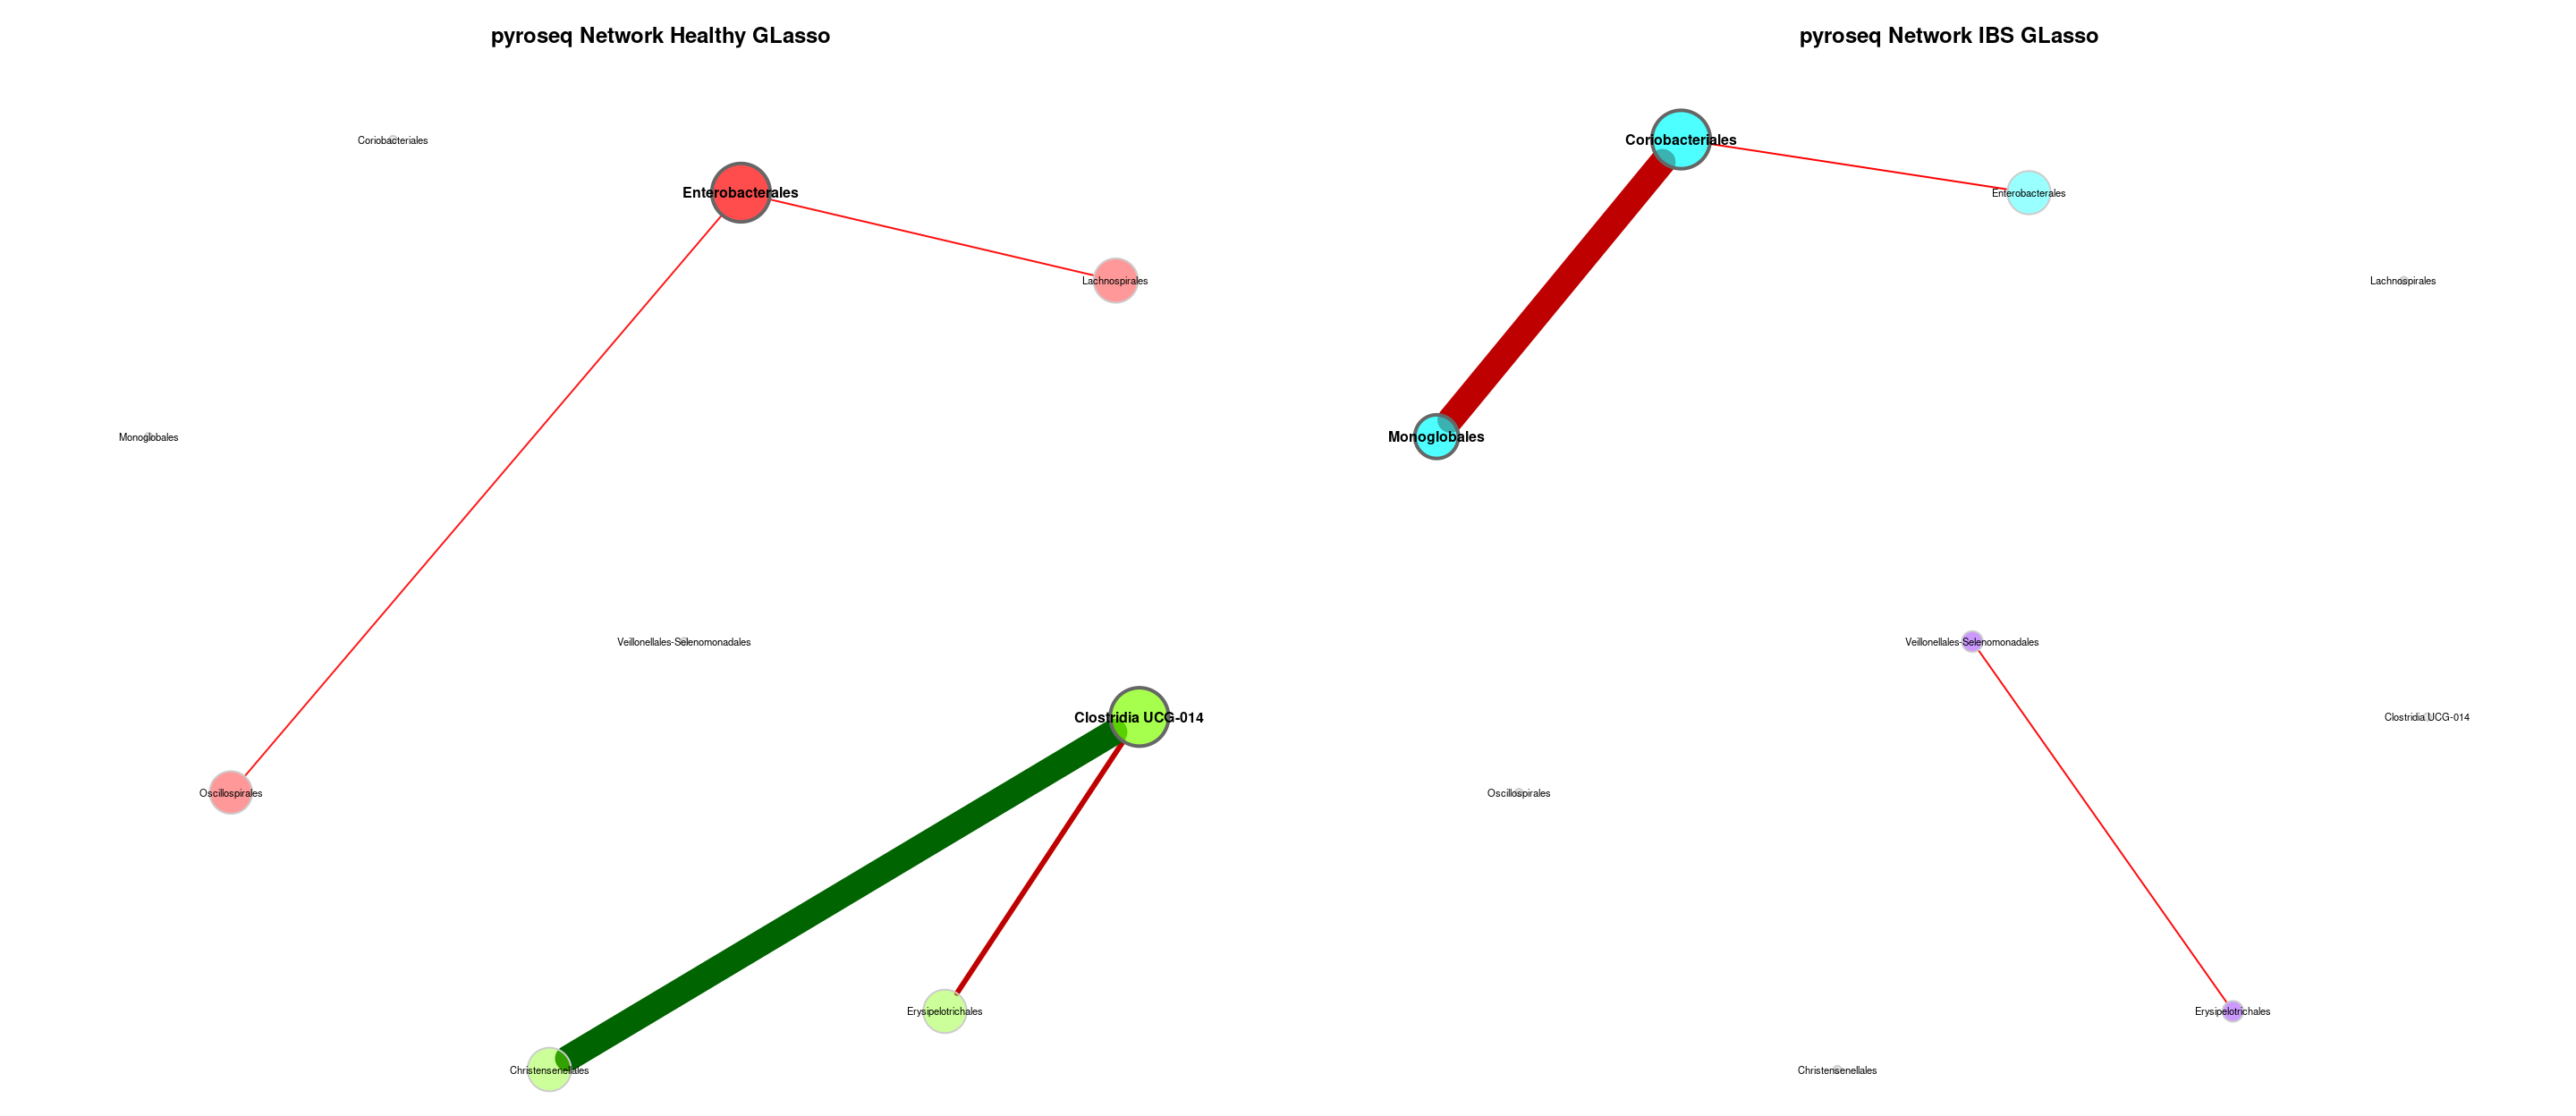 pyroseq Network Healthy GLasso
Coriobacteriales
Enterobacterales
Lachnospirales
Monoglobales
Veillonellales-Selenomonadales
Clostridia UCG-014
Oscillospirales
Erysipelotrichales
Christensenellales
pyroseq Network IBS GLasso
Coriobacteriales
Enterobacterales
Lachnospirales
Monoglobales
Veillonellales-Selenomonadales
Clostridia UCG-014
Oscillospirales
Erysipelotrichales
Christensenellales